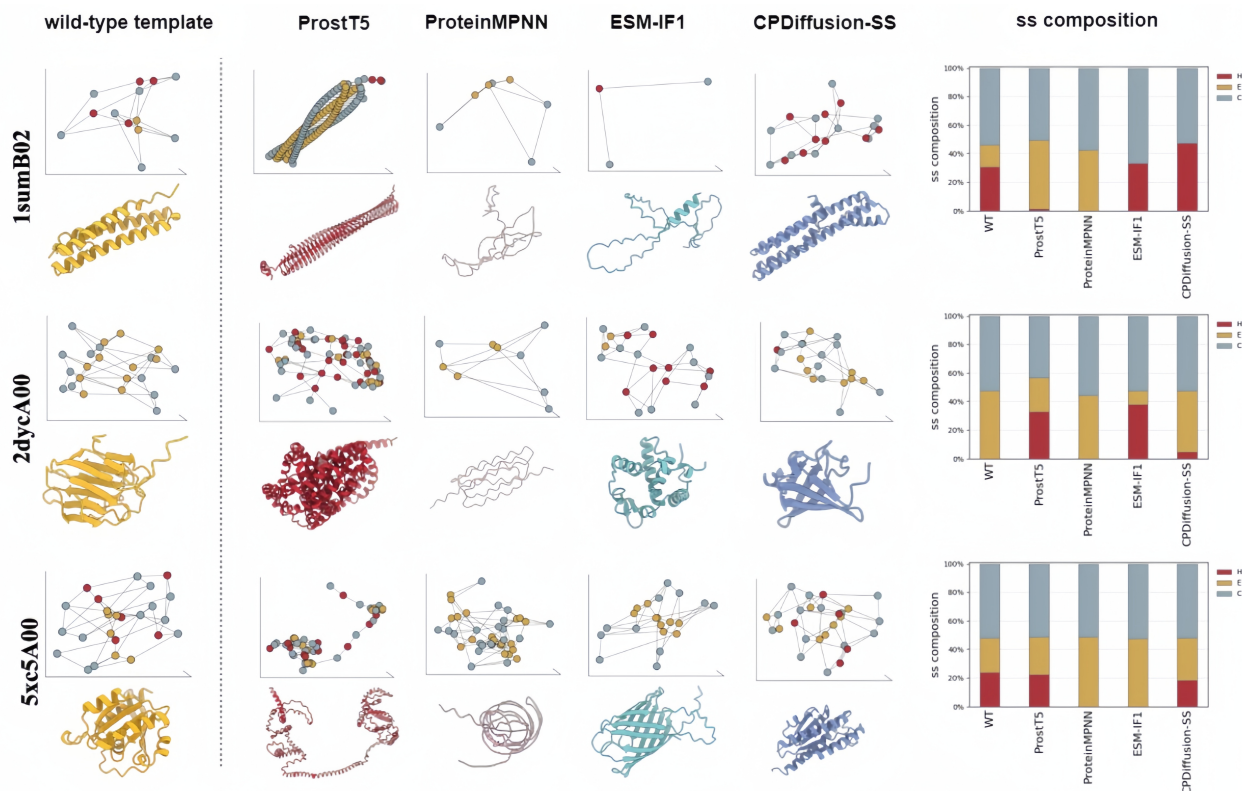 wild-type template ProstT5 ProteinMPNN ESM-IF1 CPDiffusion-SS ss composition
1sumB02
ss composition
100%
80%
60%
40%
20%
0%
H
E
C
WT
ProstT5
ProteinMPNN
ESM-IF1
CPDiffusion-SS
2dycA00
ss composition
100%
80%
60%
40%
20%
0%
H
E
C
WT
ProstT5
ProteinMPNN
ESM-IF1
CPDiffusion-SS
5xc5A00
ss composition
100%
80%
60%
40%
20%
0%
H
E
C
WT
ProstT5
ProteinMPNN
ESM-IF1
CPDiffusion-SS